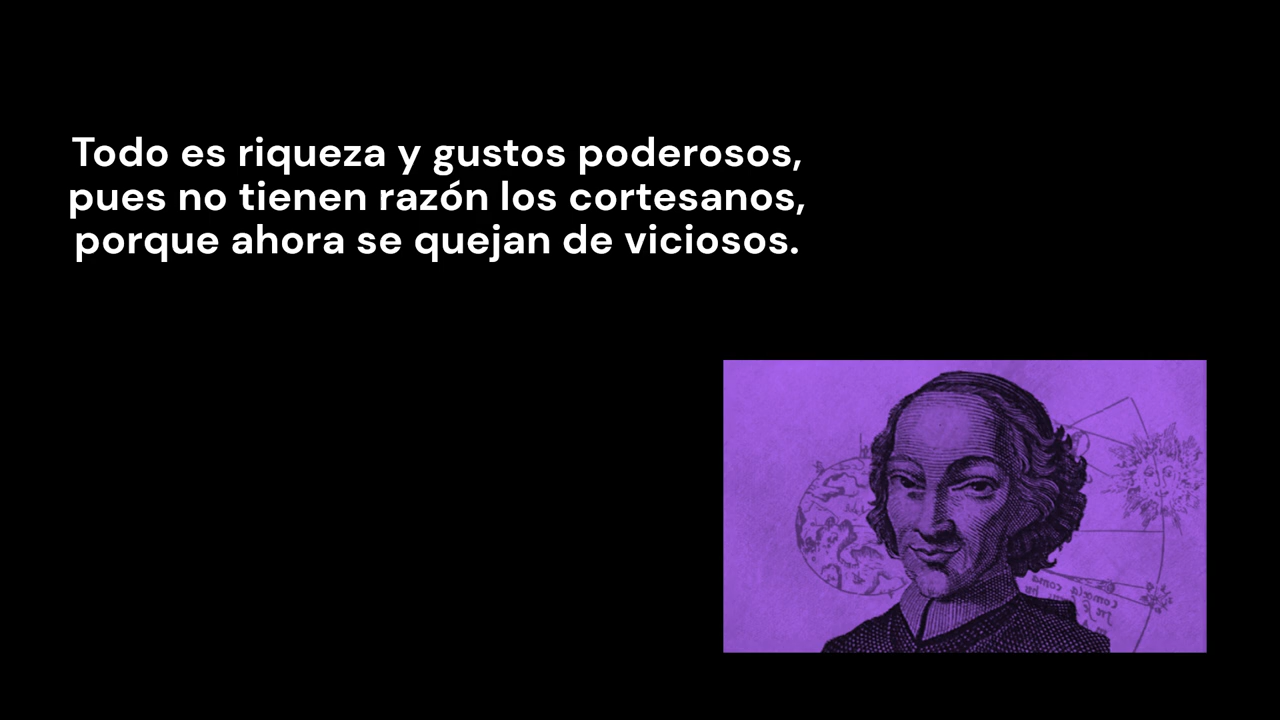 Todo es riqueza y gustos poderosos,
pues no tienen razón los cortesanos,
porque ahora se quejan de viciosos.